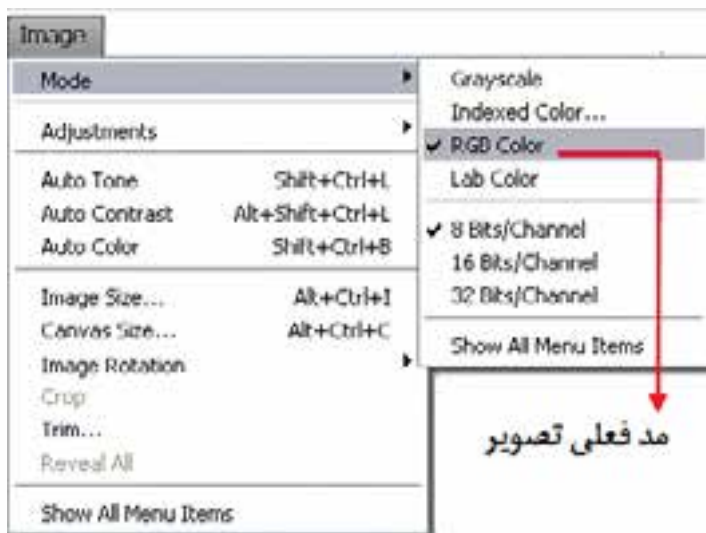 Image
Mode
Adjustments
Auto Tone Shift+Ctrl+L
Auto Contrast Alt+Shift+Ctrl+L
Auto Color Shift+Ctrl+B
Image Size... Alt+Ctrl+I
Canvas Size... Alt+Ctrl+C
Image Rotation
Crop
Trim...
Reveal All
Show All Menu Items
Grayscale
Indexed Color...
RGB Color
Lab Color
8 Bits/Channel
16 Bits/Channel
32 Bits/Channel
Show All Menu Items
مد فعلی تصویر